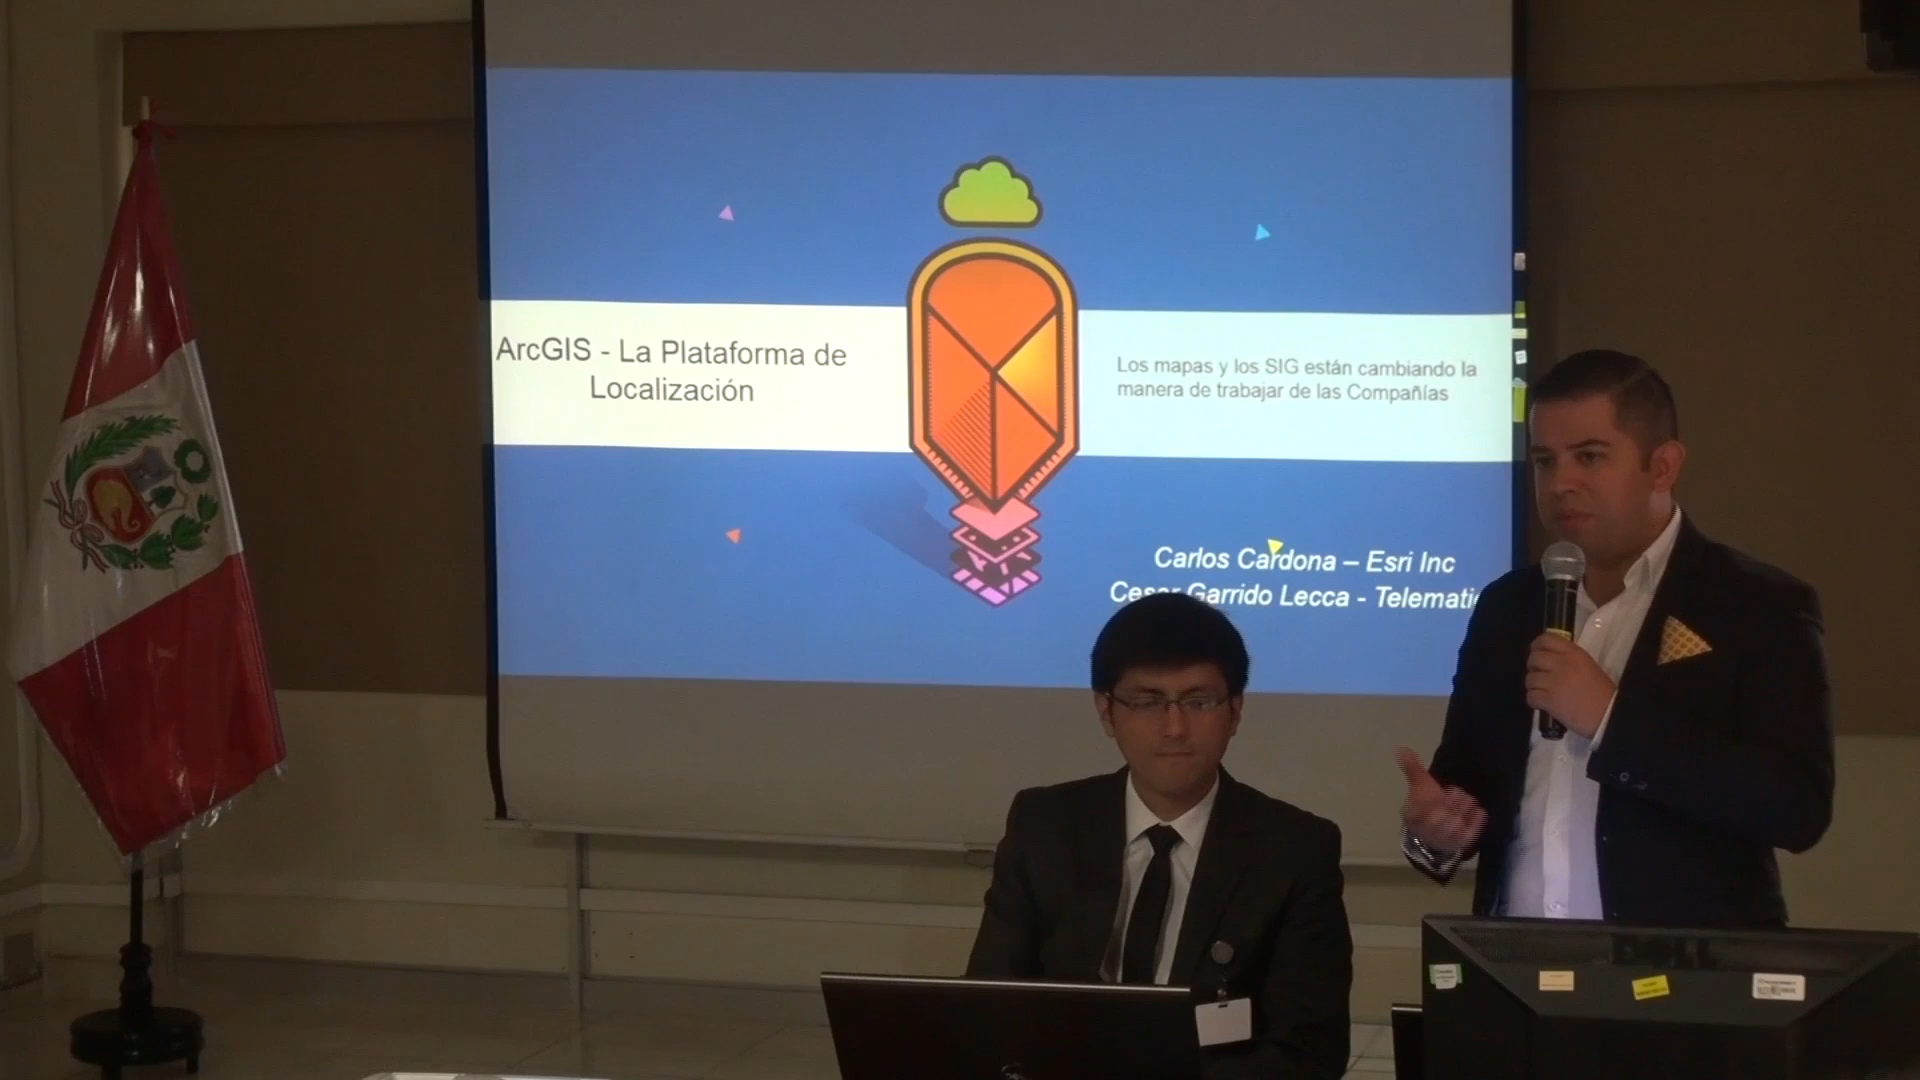 ArcGIS - La Plataforma de
Localización
Los mapas y los SIG están cambiando la
manera de trabajar de las Compañías
Carlos Cardona – Esri Inc
Cesar Garrido Lecca -